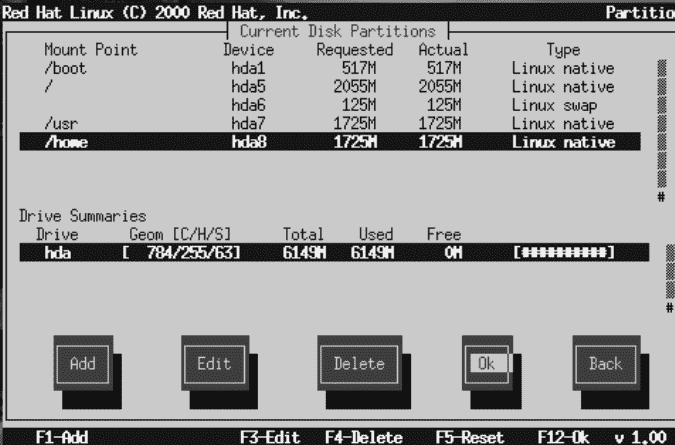 Red Hat Linux (C) 2000 Red Hat, Inc. Partitio
Current Disk Partitions
Mount Point Device Requested Actual Type
/boot hda1 517M 517M Linux native
/ hda5 2055M 2055M Linux native
hda6 125M 125M Linux swap
/usr hda7 1725M 1725M Linux native
/home hda8 1725M 1725M Linux native
#
Drive Summaries
Drive Geom [C/H/S] Total Used Free
hda [ 784/255/63] 6149M 6149M 0M [##########]
#
Add Edit Delete Ok Back
F1-Add F3-Edit F4-Delete F5-Reset F12-Ok v 1.00